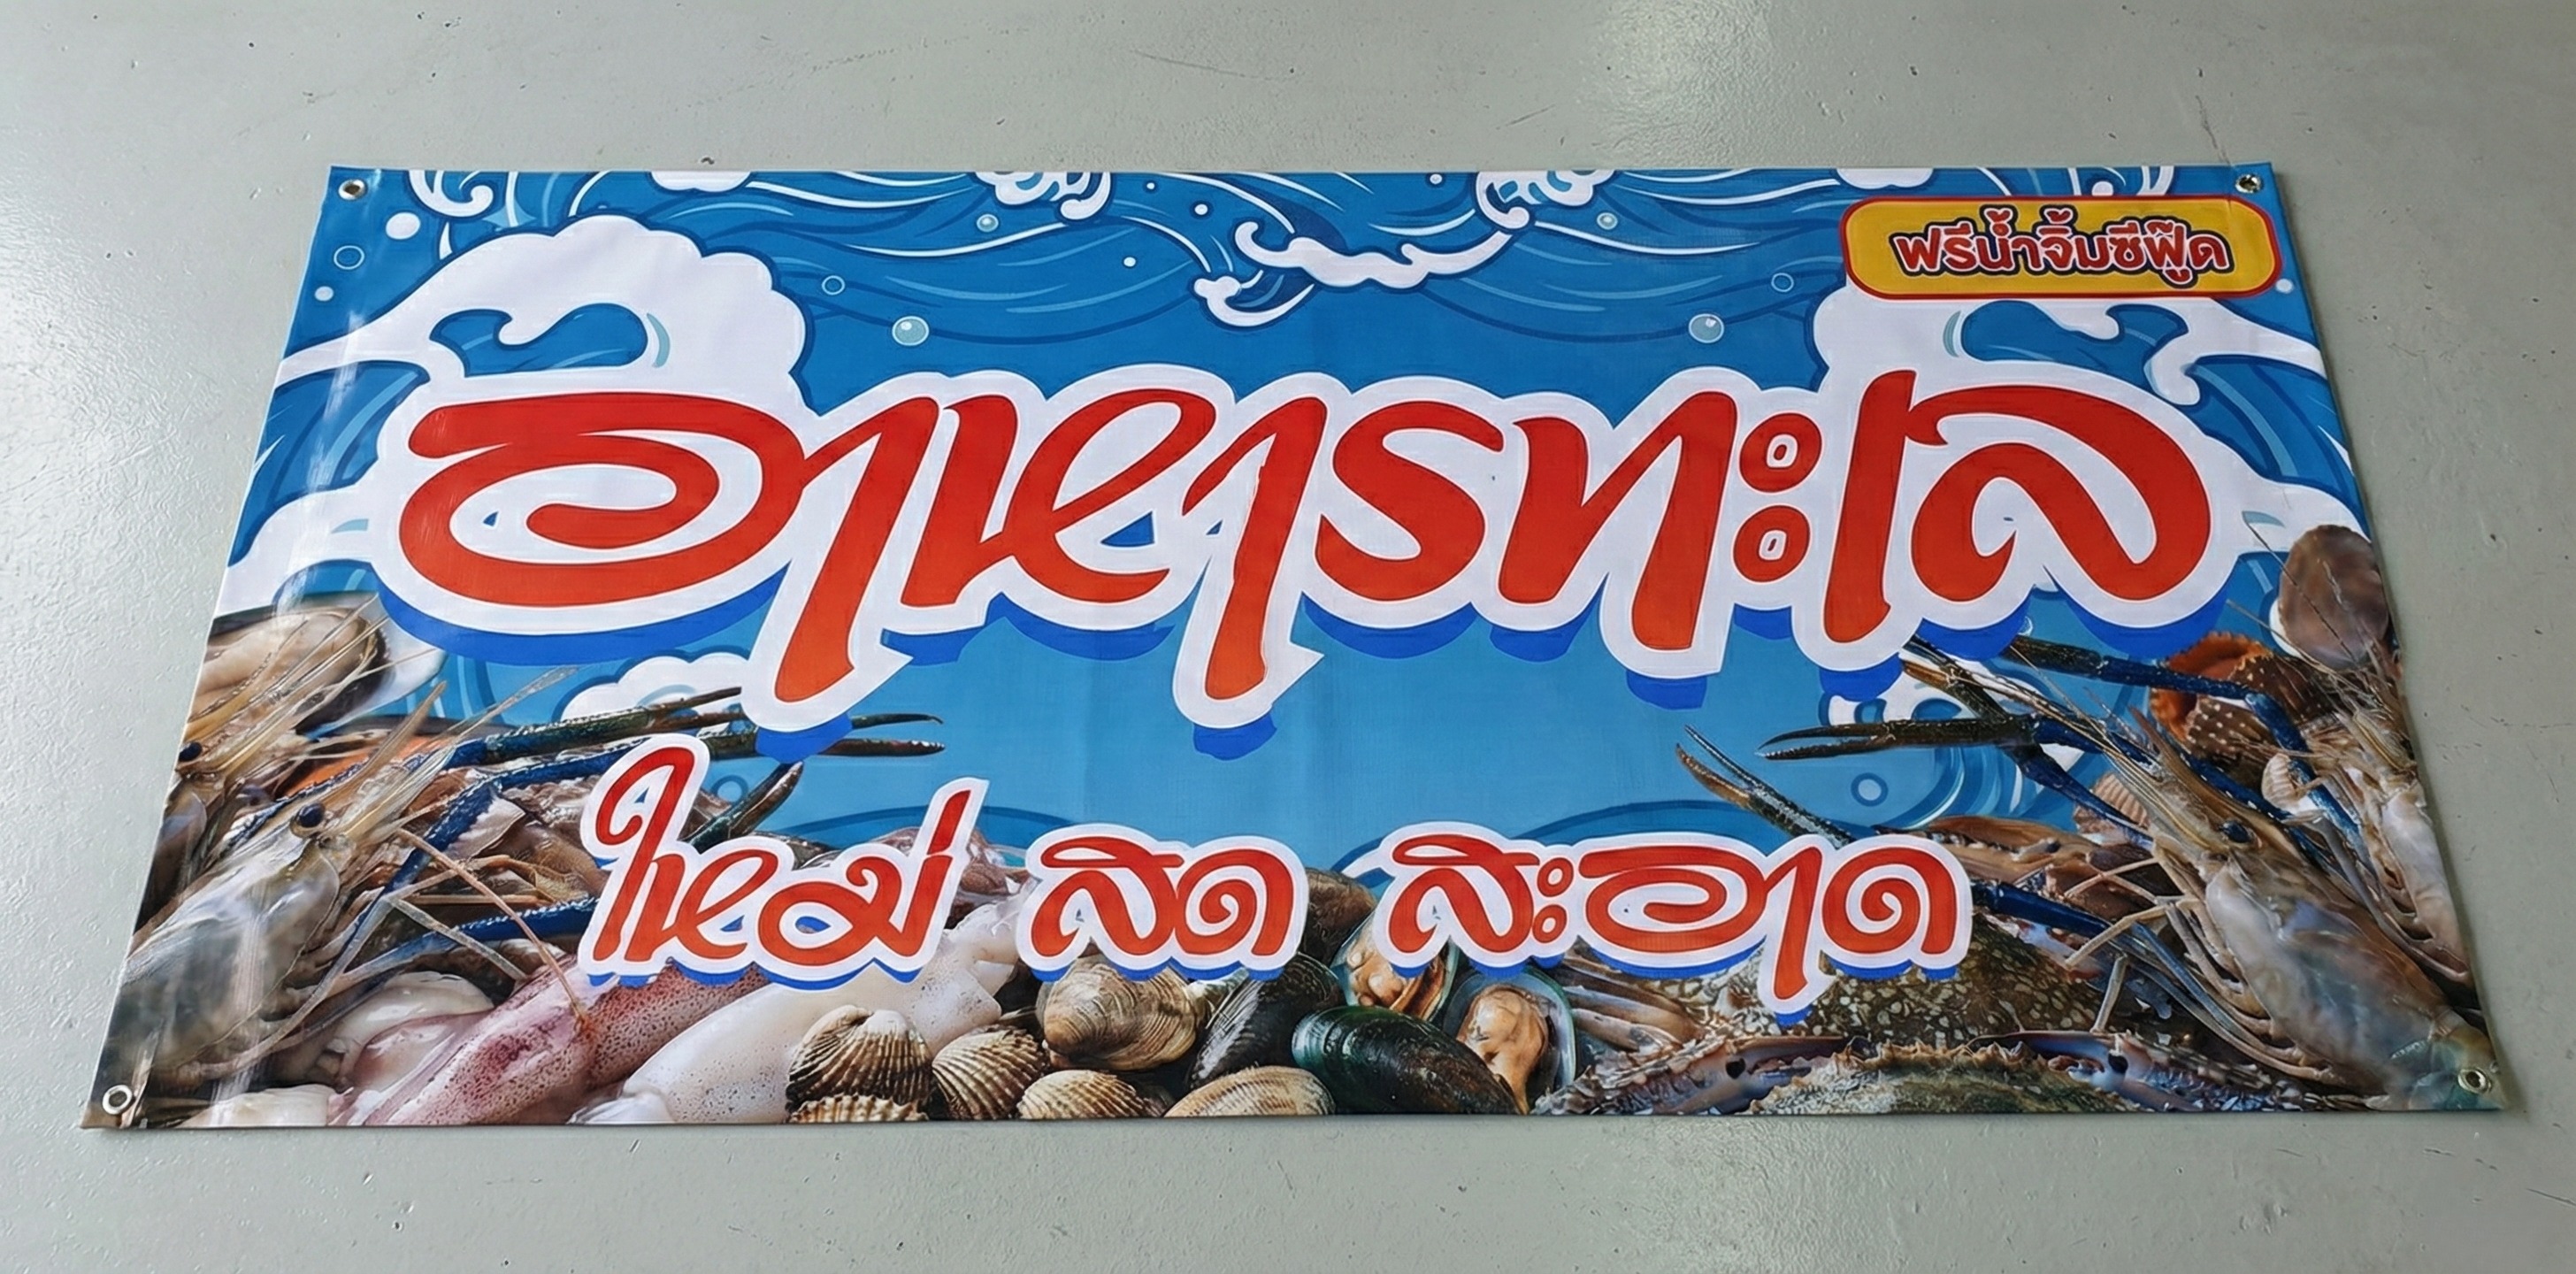 ฟรีน้ำจิ้มซีฟู๊ด
อาหารทะเล
ใหม่ สด สะอาด